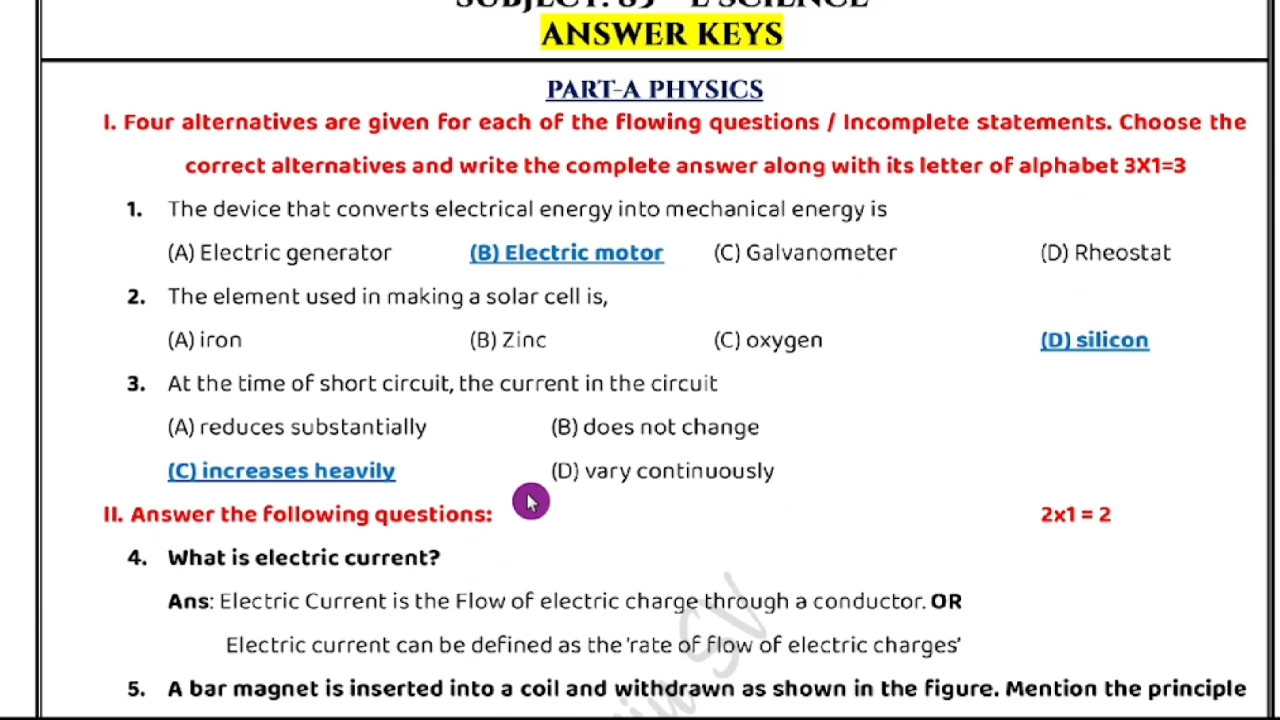 SUBJECT: 83 – E SCIENCE
ANSWER KEYS
PART-A PHYSICS
I. Four alternatives are given for each of the flowing questions / Incomplete statements. Choose the
correct alternatives and write the complete answer along with its letter of alphabet 3X1=3
1. The device that converts electrical energy into mechanical energy is
(A) Electric generator (B) Electric motor (C) Galvanometer (D) Rheostat
2. The element used in making a solar cell is,
(A) iron (B) Zinc (C) oxygen (D) silicon
3. At the time of short circuit, the current in the circuit
(A) reduces substantially (B) does not change
(C) increases heavily (D) vary continuously
II. Answer the following questions: 2x1 = 2
4. What is electric current?
Ans: Electric Current is the Flow of electric charge through a conductor. OR
Electric current can be defined as the 'rate of flow of electric charges'
5. A bar magnet is inserted into a coil and withdrawn as shown in the figure. Mention the principle
SV